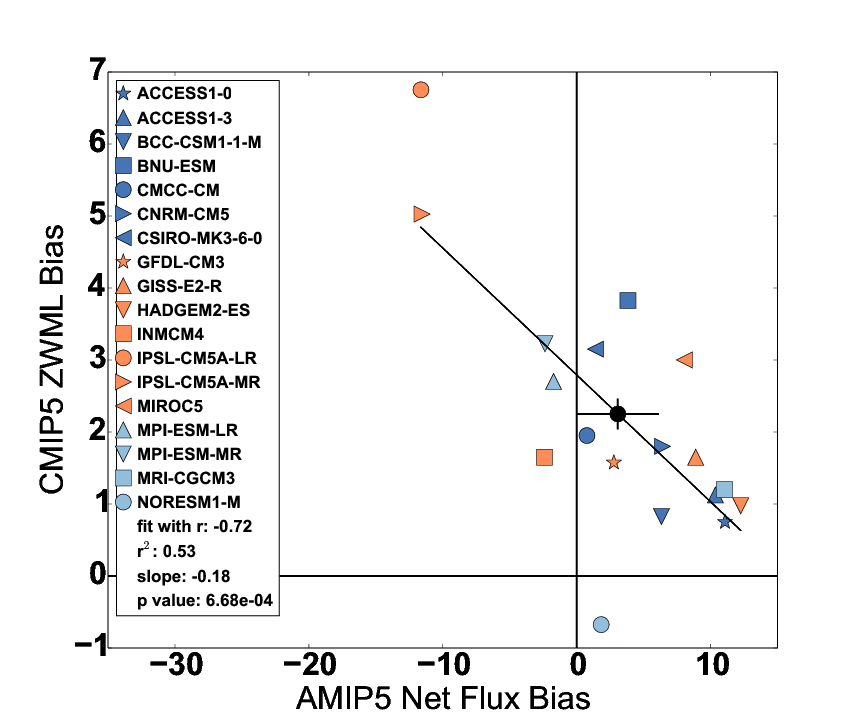 7
6
5
4
3
2
1
0
−1
CMIP5 ZWML Bias
ACCESS1-0
ACCESS1-3
BCC-CSM1-1-M
BNU-ESM
CMCC-CM
CNRM-CM5
CSIRO-MK3-6-0
GFDL-CM3
GISS-E2-R
HADGEM2-ES
INMCM4
IPSL-CM5A-LR
IPSL-CM5A-MR
MIROC5
MPI-ESM-LR
MPI-ESM-MR
MRI-CGCM3
NORESM1-M
fit with r: -0.72
r²: 0.53
slope: -0.18
p value: 6.68e-04
−30 −20 −10 0 10
AMIP5 Net Flux Bias